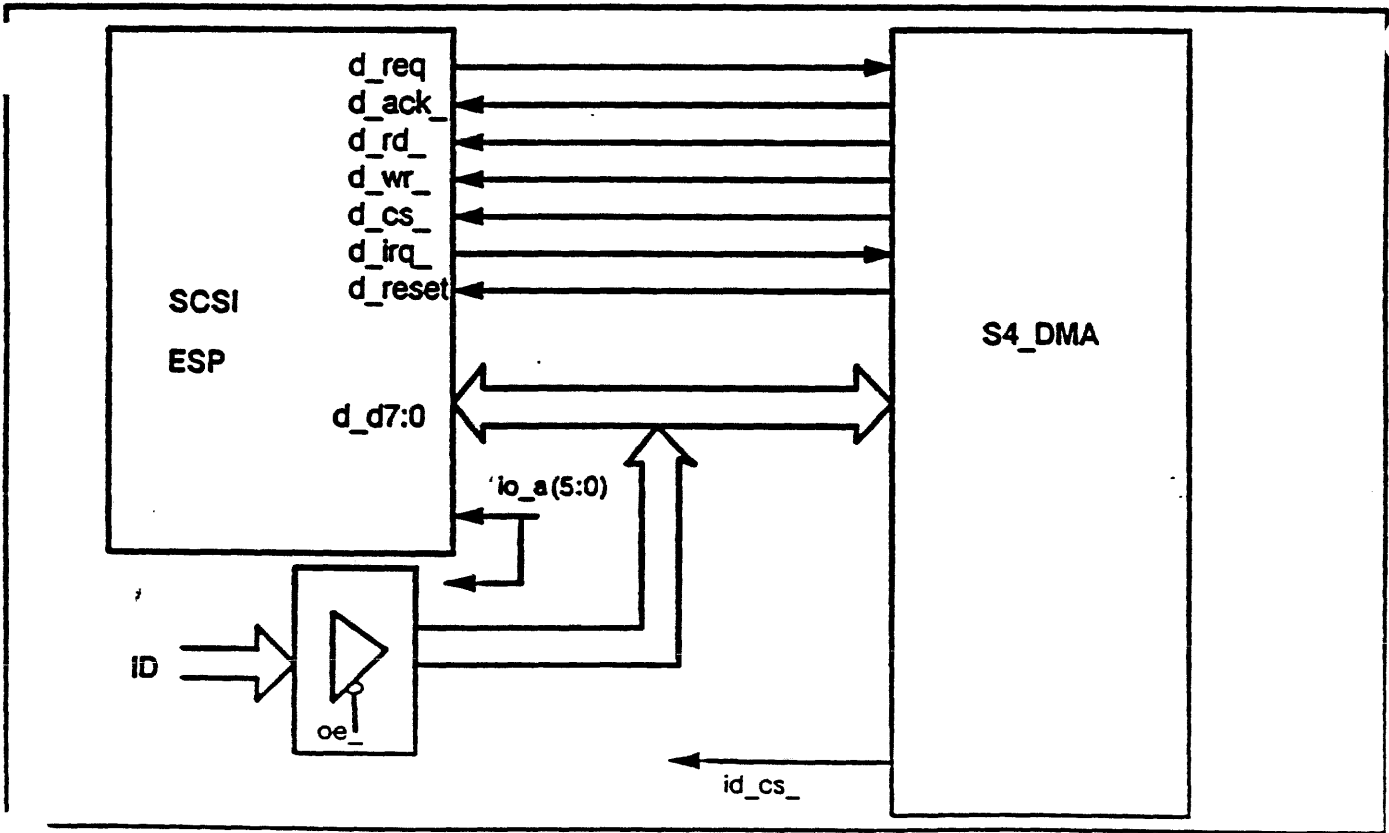 d_req
d_ack_
d_rd_
d_wr_
d_cs_
d_irq_
d_reset
SCSI
ESP
S4_DMA
d_d7:0
io_a(5:0)
ID
oe_
id_cs_